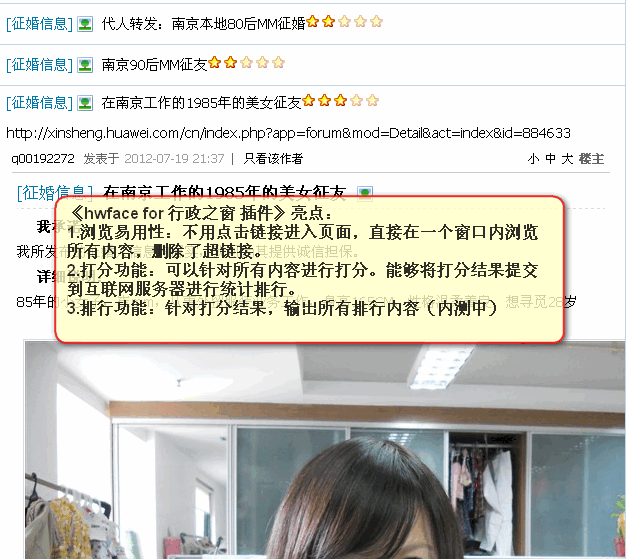 [征婚信息] 代人转发：南京本地80后MM征婚
[征婚信息] 南京90后MM征友
[征婚信息] 在南京工作的1985年的美女征友
http://xinsheng.huawei.com/cn/index.php?app=forum&mod=Detail&act=index&id=884633
q00192272 发表于 2012-07-19 21:37 | 只看该作者 小 中 大 楼主
[征婚信息] 在南京工作的1985年的美女征友
《hwface for 行政之窗 插件》亮点：
1.浏览易用性：不用点击链接进入页面，直接在一个窗口内浏览
所有内容，删除了超链接。
2.打分功能：可以针对所有内容进行打分。能够将打分结果提交
到互联网服务器进行统计排行。
3.排行功能：针对打分结果，输出所有排行内容（内测中）
我承诺
我所发布 信息 其提供诚信担保。
详细
85年的 性格温柔善良 想寻觅28岁